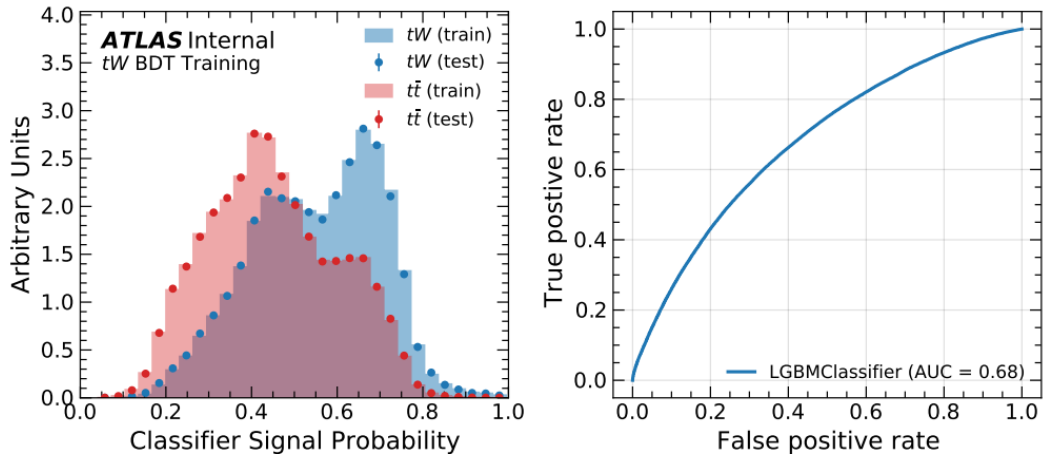 4.0
3.5
3.0
2.5
2.0
1.5
1.0
0.5
0.0
Arbitrary Units
ATLAS Internal
tW BDT Training
tW (train)
tW (test)
tt̄ (train)
tt̄ (test)
0.0 0.2 0.4 0.6 0.8 1.0
Classifier Signal Probability
1.0
0.8
0.6
0.4
0.2
0.0
True postive rate
LGBMClassifier (AUC = 0.68)
0.0 0.2 0.4 0.6 0.8 1.0
False positive rate